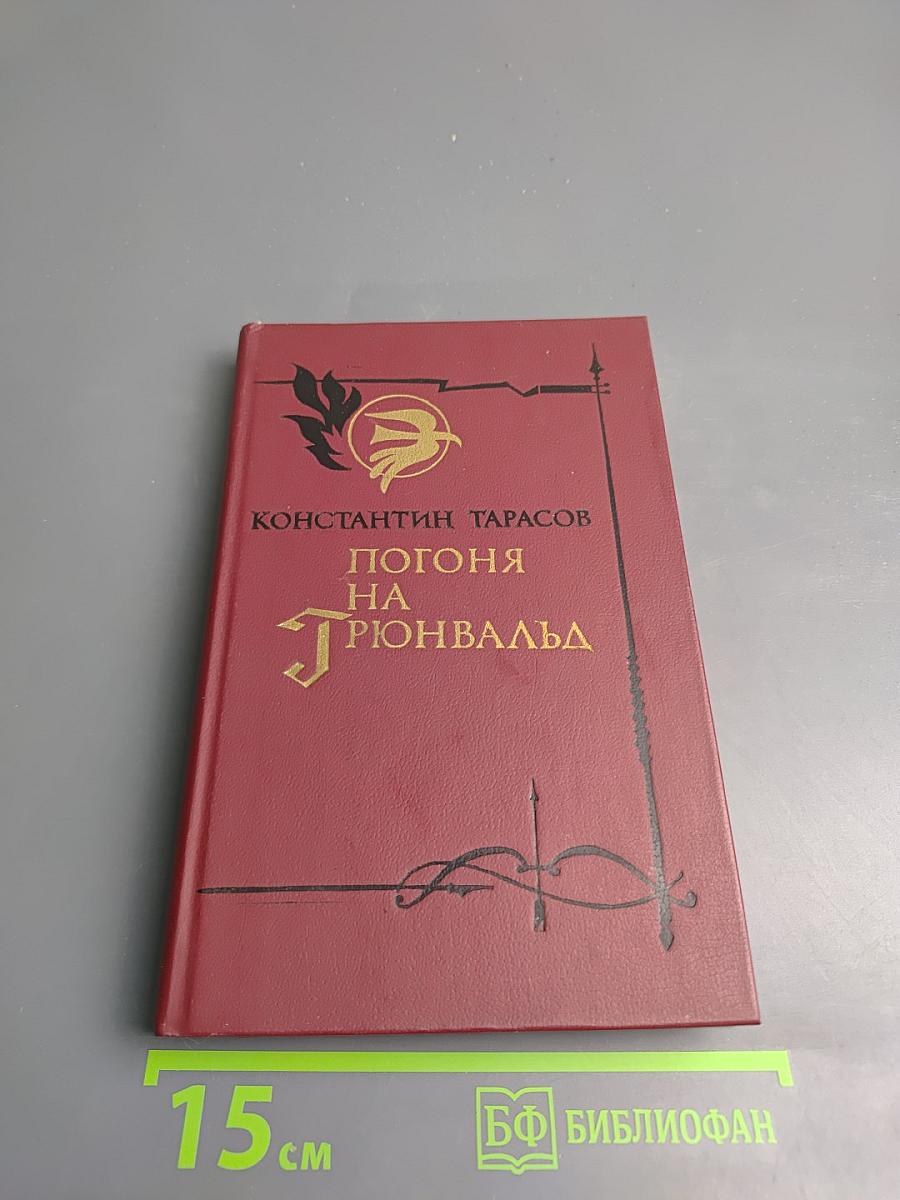 КОНСТАНТИН ТАРАСОВ
ПОГОНЯ
НА
ГРЮНВАЛЬД
15 см
БФ БИБЛИОФАН